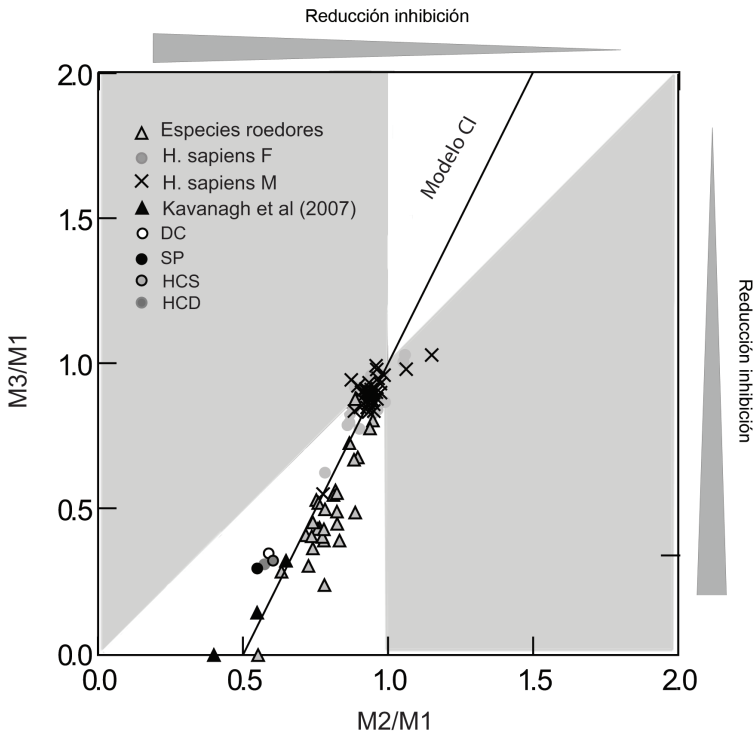 Reducción inhibición
2.0
1.5
1.0
0.5
0.0
M3/M1
Especies roedores
H. sapiens F
H. sapiens M
Kavanagh et al (2007)
DC
SP
HCS
HCD
Modelo CI
Reducción inhibición
0.0
0.5
1.0
1.5
2.0
M2/M1